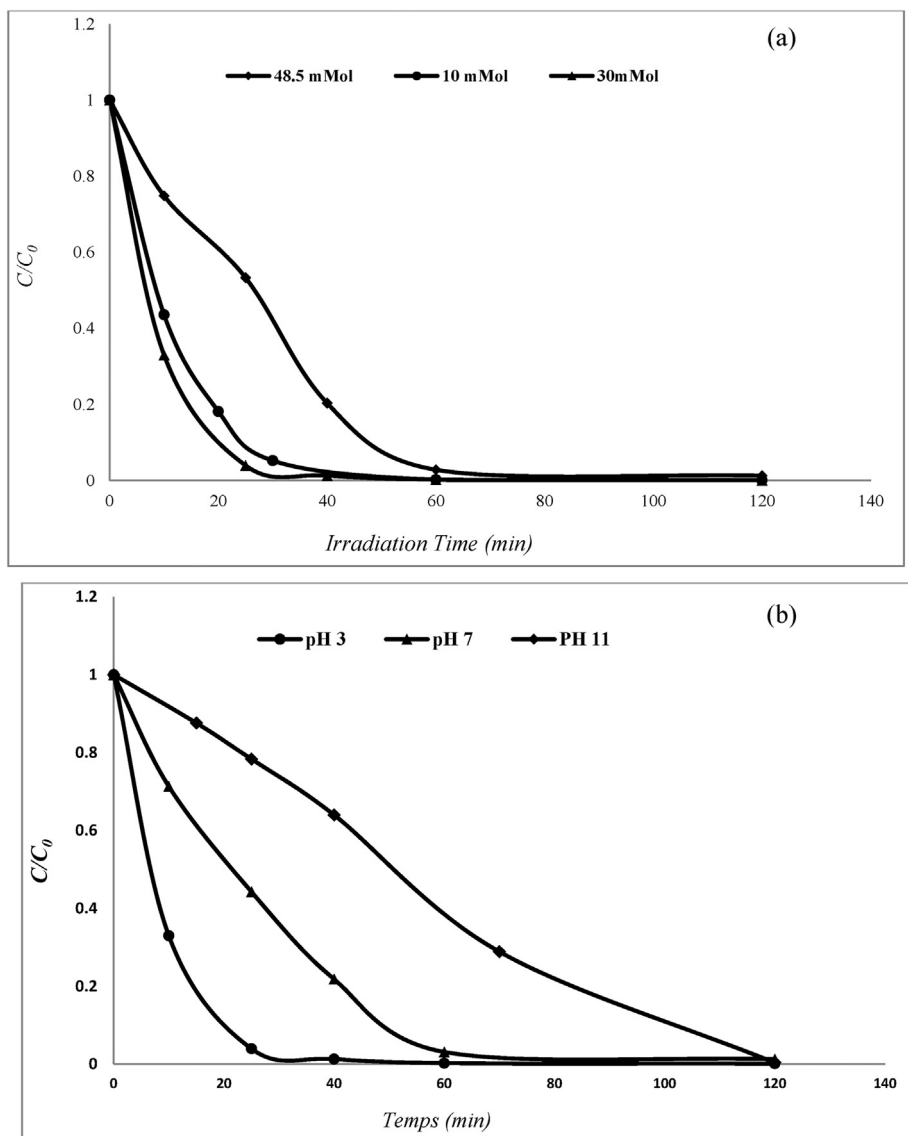 (a)
48.5 mMol 10 mMol 30mMol
1.2
1
0.8
0.6
0.4
0.2
0
C/C0
0 20 40 60 80 100 120 140
Irradiation Time (min)
(b)
pH 3 pH 7 PH 11
1.2
1
0.8
0.6
0.4
0.2
0
C/C0
0 20 40 60 80 100 120 140
Temps (min)